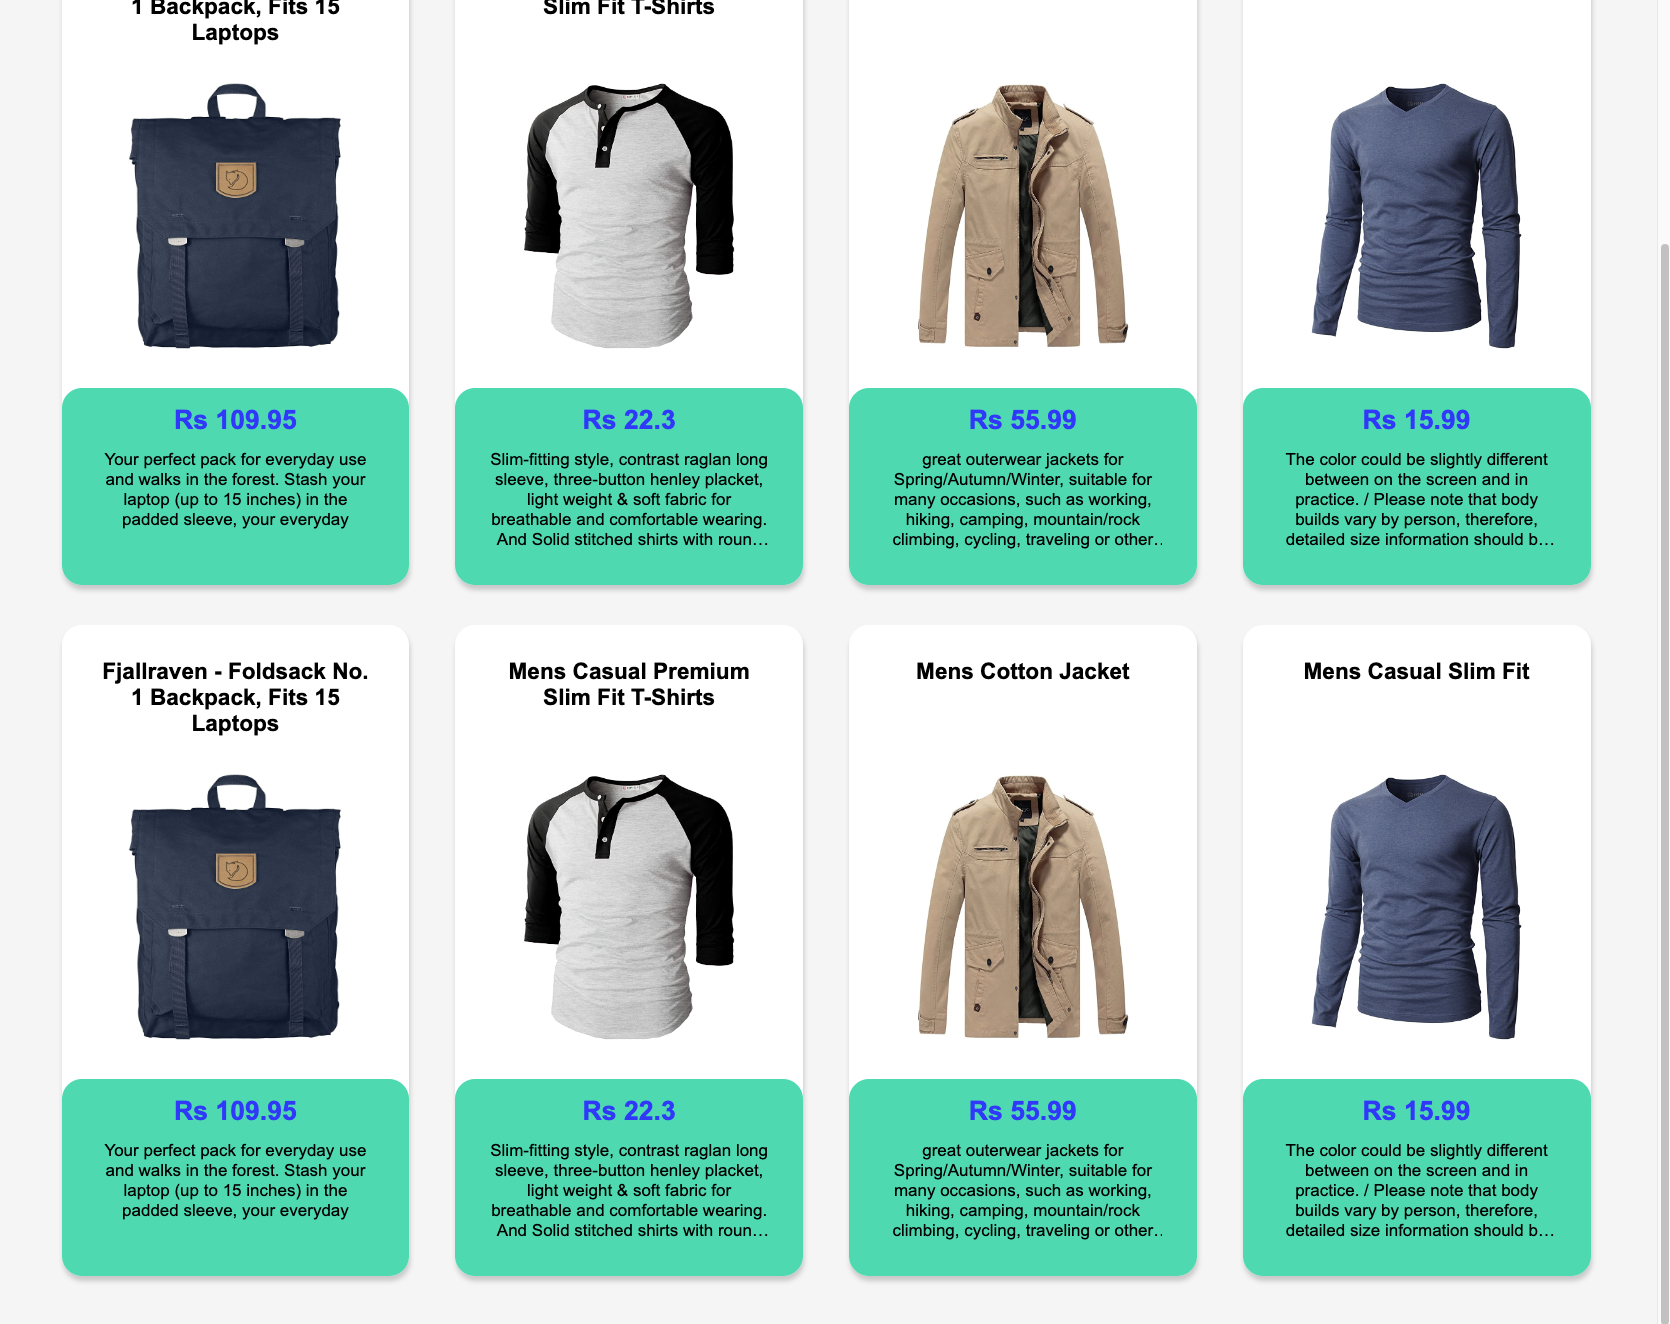 1 Backpack, Fits 15
Laptops
Slim Fit T-Shirts
Rs 109.95
Your perfect pack for everyday use
and walks in the forest. Stash your
laptop (up to 15 inches) in the
padded sleeve, your everyday
Rs 22.3
Slim-fitting style, contrast raglan long
sleeve, three-button henley placket,
light weight & soft fabric for
breathable and comfortable wearing.
And Solid stitched shirts with roun…
Rs 55.99
great outerwear jackets for
Spring/Autumn/Winter, suitable for
many occasions, such as working,
hiking, camping, mountain/rock
climbing, cycling, traveling or other..
Rs 15.99
The color could be slightly different
between on the screen and in
practice. / Please note that body
builds vary by person, therefore,
detailed size information should b…
Fjallraven - Foldsack No.
1 Backpack, Fits 15
Laptops
Rs 109.95
Your perfect pack for everyday use
and walks in the forest. Stash your
laptop (up to 15 inches) in the
padded sleeve, your everyday
Mens Casual Premium
Slim Fit T-Shirts
Rs 22.3
Slim-fitting style, contrast raglan long
sleeve, three-button henley placket,
light weight & soft fabric for
breathable and comfortable wearing.
And Solid stitched shirts with roun…
Mens Cotton Jacket
Rs 55.99
great outerwear jackets for
Spring/Autumn/Winter, suitable for
many occasions, such as working,
hiking, camping, mountain/rock
climbing, cycling, traveling or other..
Mens Casual Slim Fit
Rs 15.99
The color could be slightly different
between on the screen and in
practice. / Please note that body
builds vary by person, therefore,
detailed size information should b…